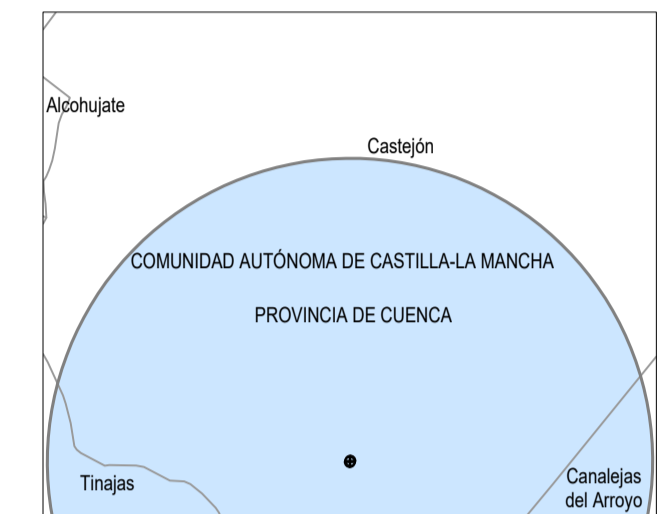 Alcohujate
Castejón
COMUNIDAD AUTÓNOMA DE CASTILLA-LA MANCHA
PROVINCIA DE CUENCA
Tinajas
Canalejas
del Arroyo